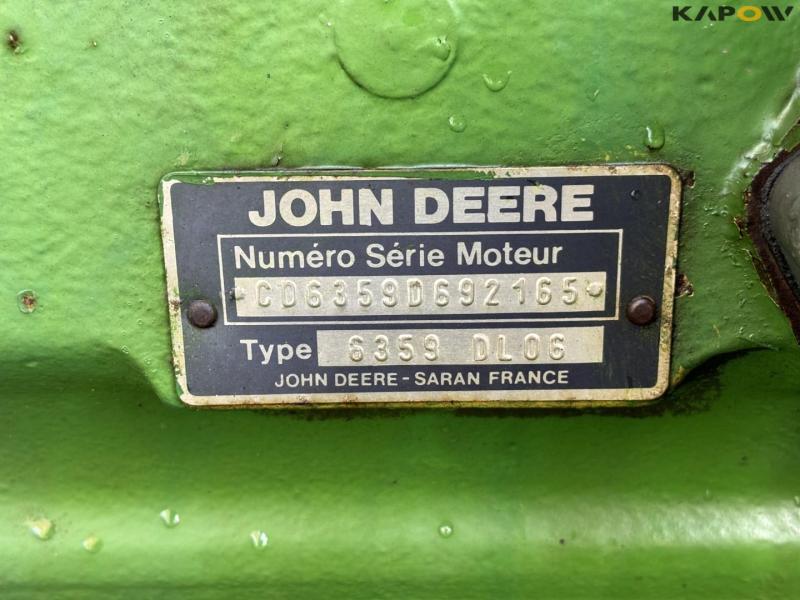 KAPOW
JOHN DEERE
Numéro Série Moteur
*CD6359D692165*
Type 6359 DL06
JOHN DEERE - SARAN FRANCE